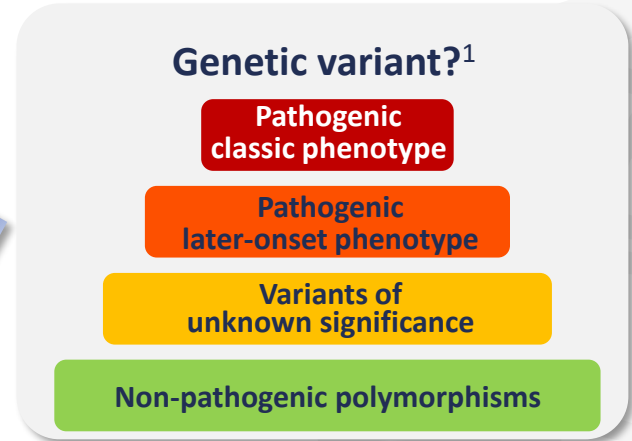 Genetic variant?¹
Pathogenic
classic phenotype
Pathogenic
later-onset phenotype
Variants of
unknown significance
Non-pathogenic polymorphisms